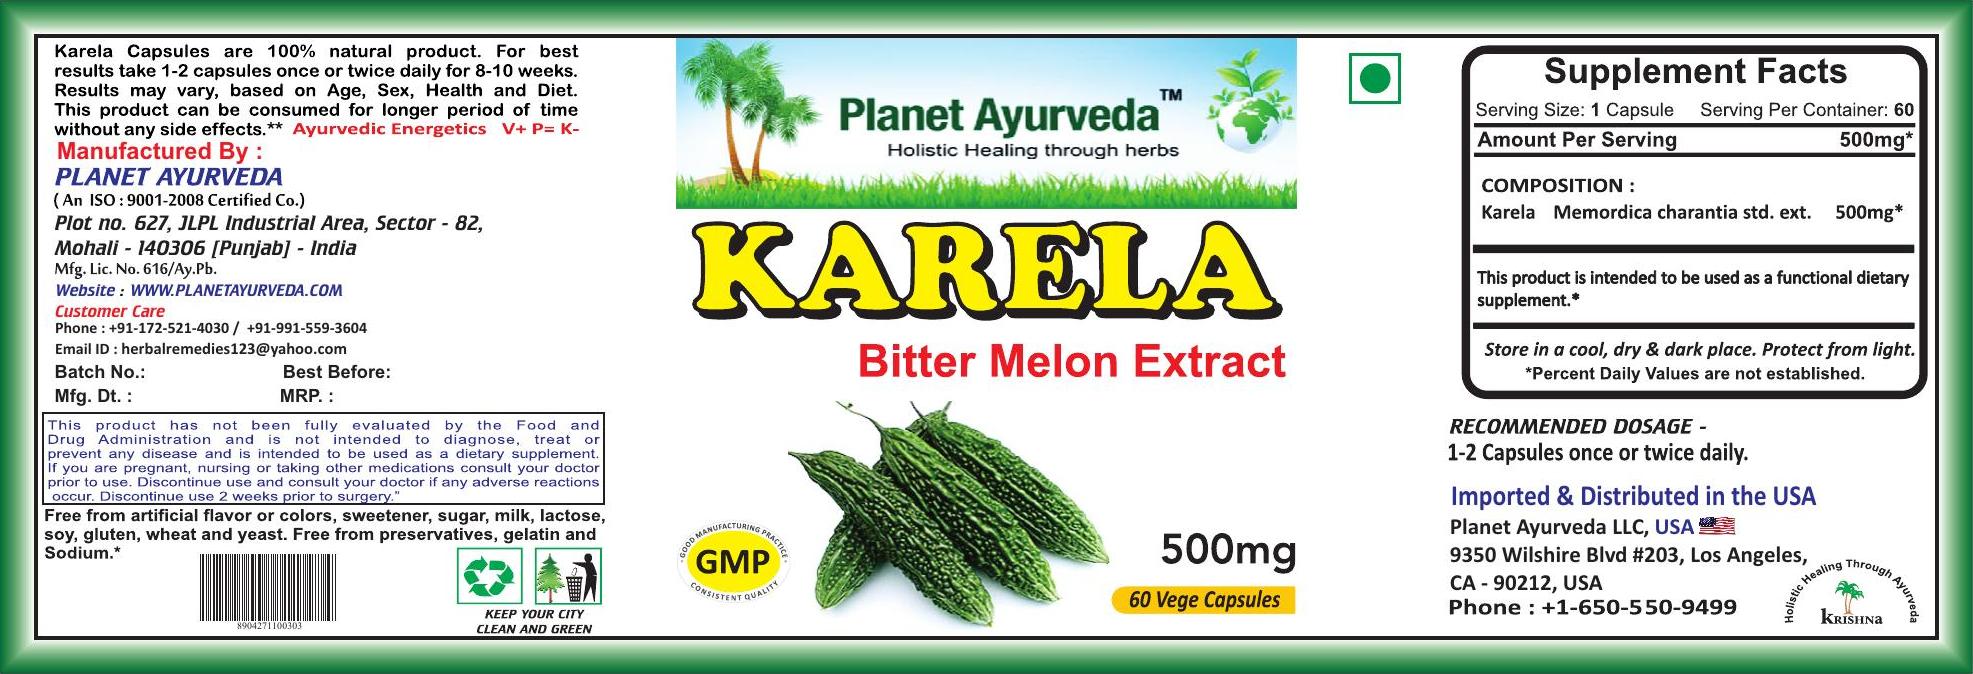 Karela Capsules are 100% natural product. For best
results take 1-2 capsules once or twice daily for 8-10 weeks.
Results may vary, based on Age, Sex, Health and Diet.
This product can be consumed for longer period of time
without any side effects.** Ayurvedic Energetics V+ P= K-
Manufactured By :
PLANET AYURVEDA
( An ISO : 9001-2008 Certified Co.)
Plot no. 627, JLPL Industrial Area, Sector - 82,
Mohali - 140306 [Punjab] - India
Mfg. Lic. No. 616/Ay.Pb.
Website : WWW.PLANETAYURVEDA.COM
Customer Care
Phone : +91-172-521-4030 / +91-991-559-3604
Email ID : herbalremedies123@yahoo.com
Batch No.: Best Before:
Mfg. Dt. : MRP. :
This product has not been fully evaluated by the Food and
Drug Administration and is not intended to diagnose, treat or
prevent any disease and is intended to be used as a dietary supplement.
If you are pregnant, nursing or taking other medications consult your doctor
prior to use. Discontinue use and consult your doctor if any adverse reactions
occur. Discontinue use 2 weeks prior to surgery."
Free from artificial flavor or colors, sweetener, sugar, milk, lactose,
soy, gluten, wheat and yeast. Free from preservatives, gelatin and
Sodium.*
8904271100303
KEEP YOUR CITY
CLEAN AND GREEN
Planet Ayurveda™
Holistic Healing through herbs
KARELA
Bitter Melon Extract
GOOD MANUFACTURING PRACTICE
GMP
CONSISTENT QUALITY
500mg
60 Vege Capsules
Supplement Facts
Serving Size: 1 Capsule Serving Per Container: 60
Amount Per Serving 500mg*
COMPOSITION :
Karela Memordica charantia std. ext. 500mg*
This product is intended to be used as a functional dietary
supplement.*
Store in a cool, dry & dark place. Protect from light.
*Percent Daily Values are not established.
RECOMMENDED DOSAGE -
1-2 Capsules once or twice daily.
Imported & Distributed in the USA
Planet Ayurveda LLC, USA
9350 Wilshire Blvd #203, Los Angeles,
CA - 90212, USA
Phone : +1-650-550-9499
Holistic Healing Through Ayurveda
KRISHNA